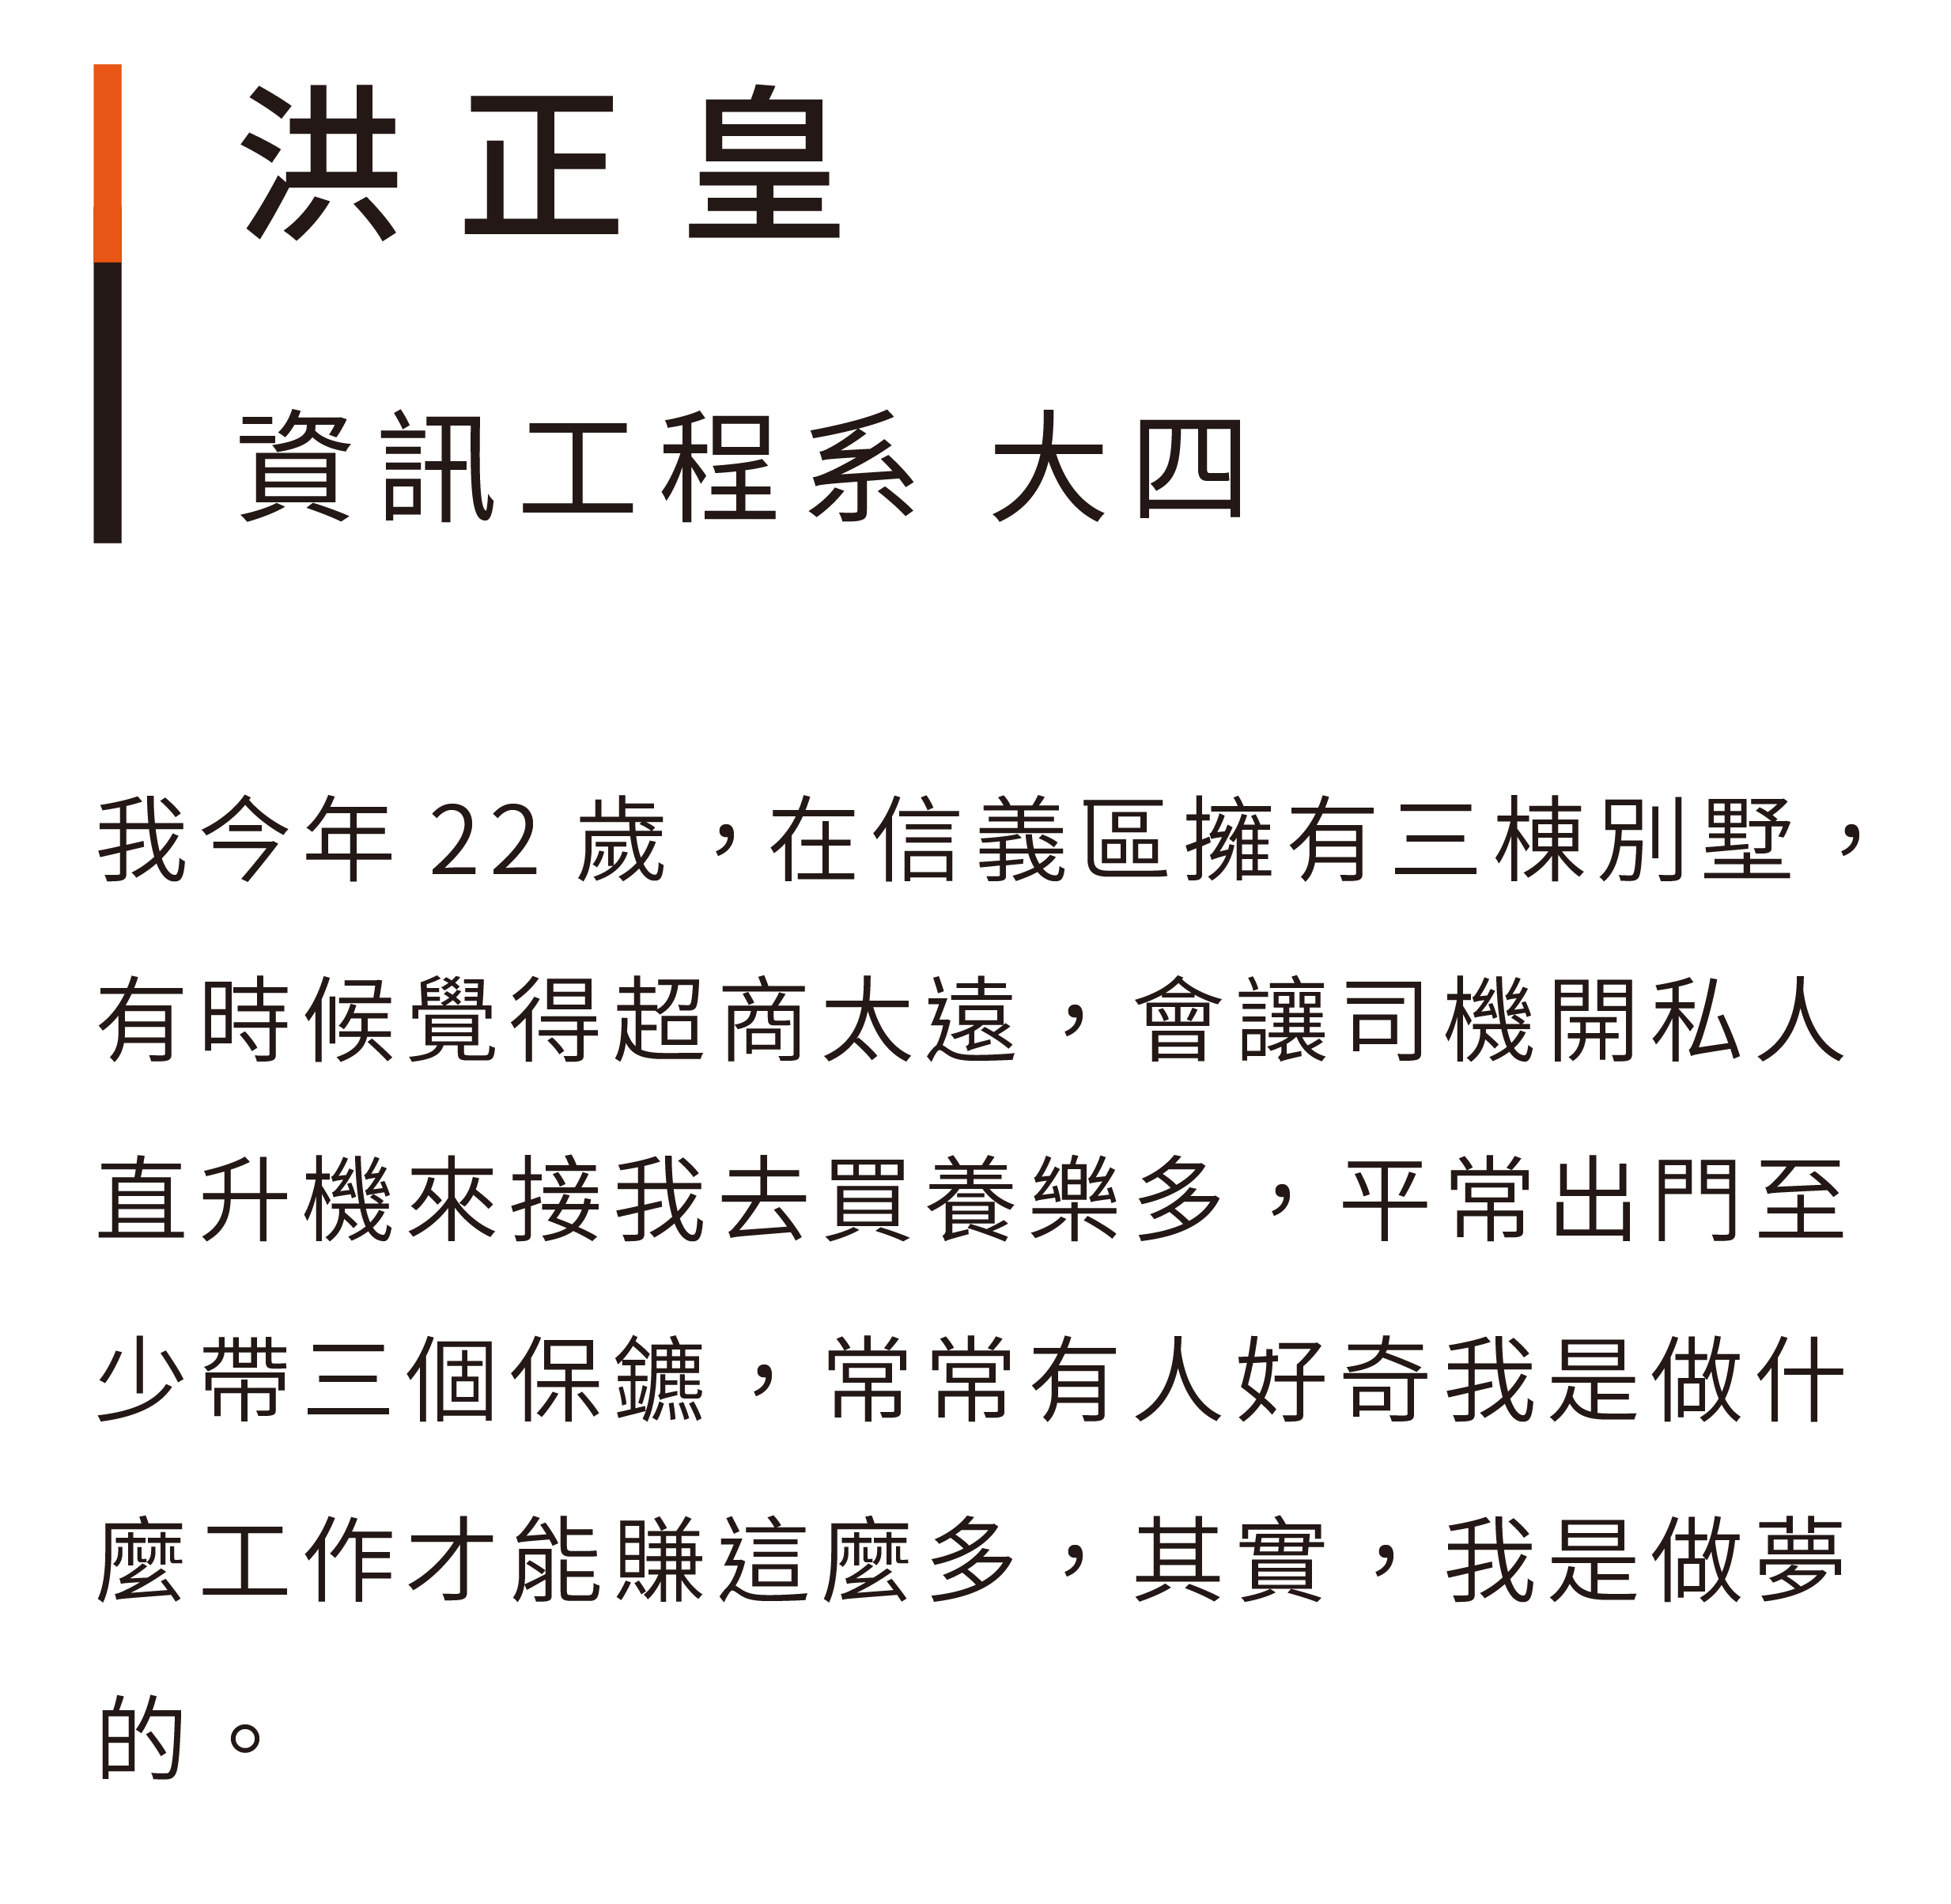 洪正皇
資訊工程系 大四
我今年 22 歲，在信義區擁有三棟別墅，
有時候覺得超商太遠，會讓司機開私人
直升機來接我去買養樂多，平常出門至
少帶三個保鑣，常常有人好奇我是做什
麼工作才能賺這麼多，其實，我是做夢
的。